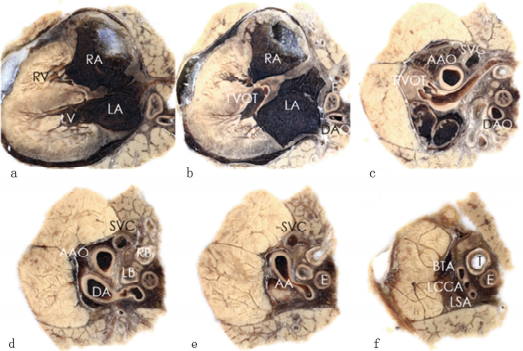 RA
RV
LA
LV
a
RA
LVOT
LA
DAO
b
SVC
AAO
RVOT
DAO
c
SVC
AAO
RB
LB
DA
d
SVC
E
AA
e
T
BTA
E
LCCA
LSA
f